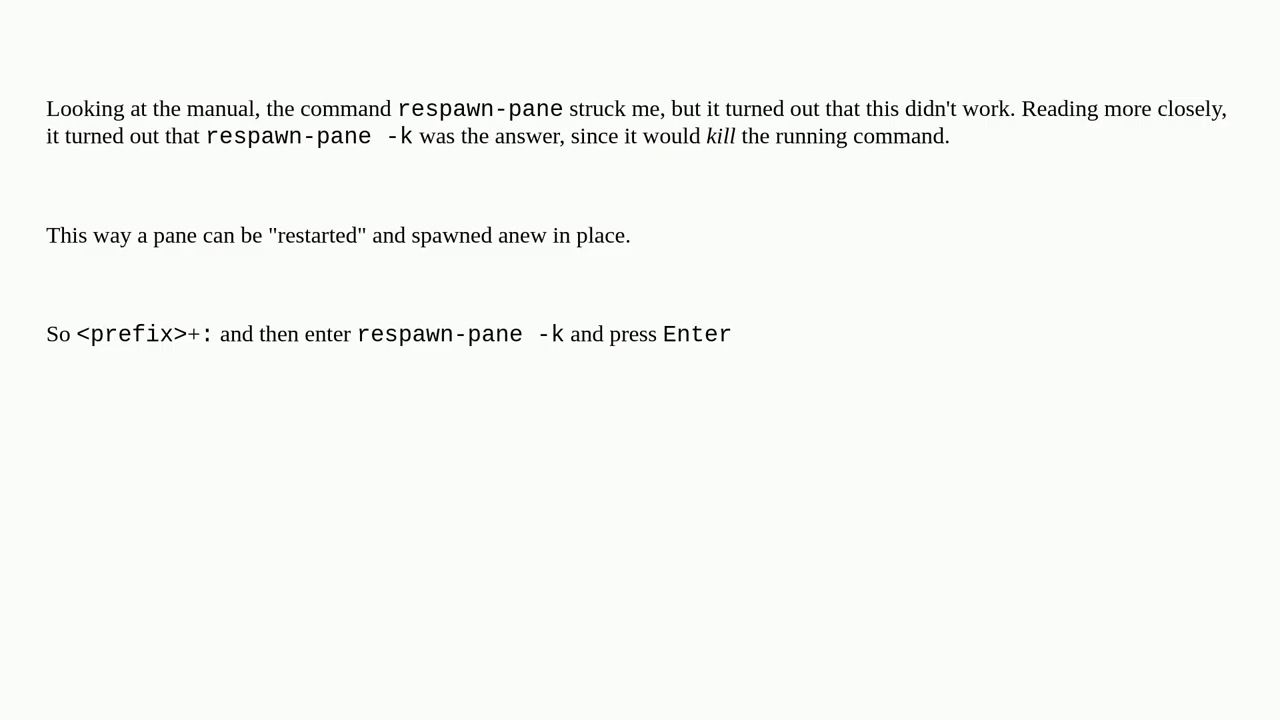 Looking at the manual, the command respawn-pane struck me, but it turned out that this didn't work. Reading more closely,
it turned out that respawn-pane -k was the answer, since it would kill the running command.
This way a pane can be "restarted" and spawned anew in place.
So <prefix>+: and then enter respawn-pane -k and press Enter